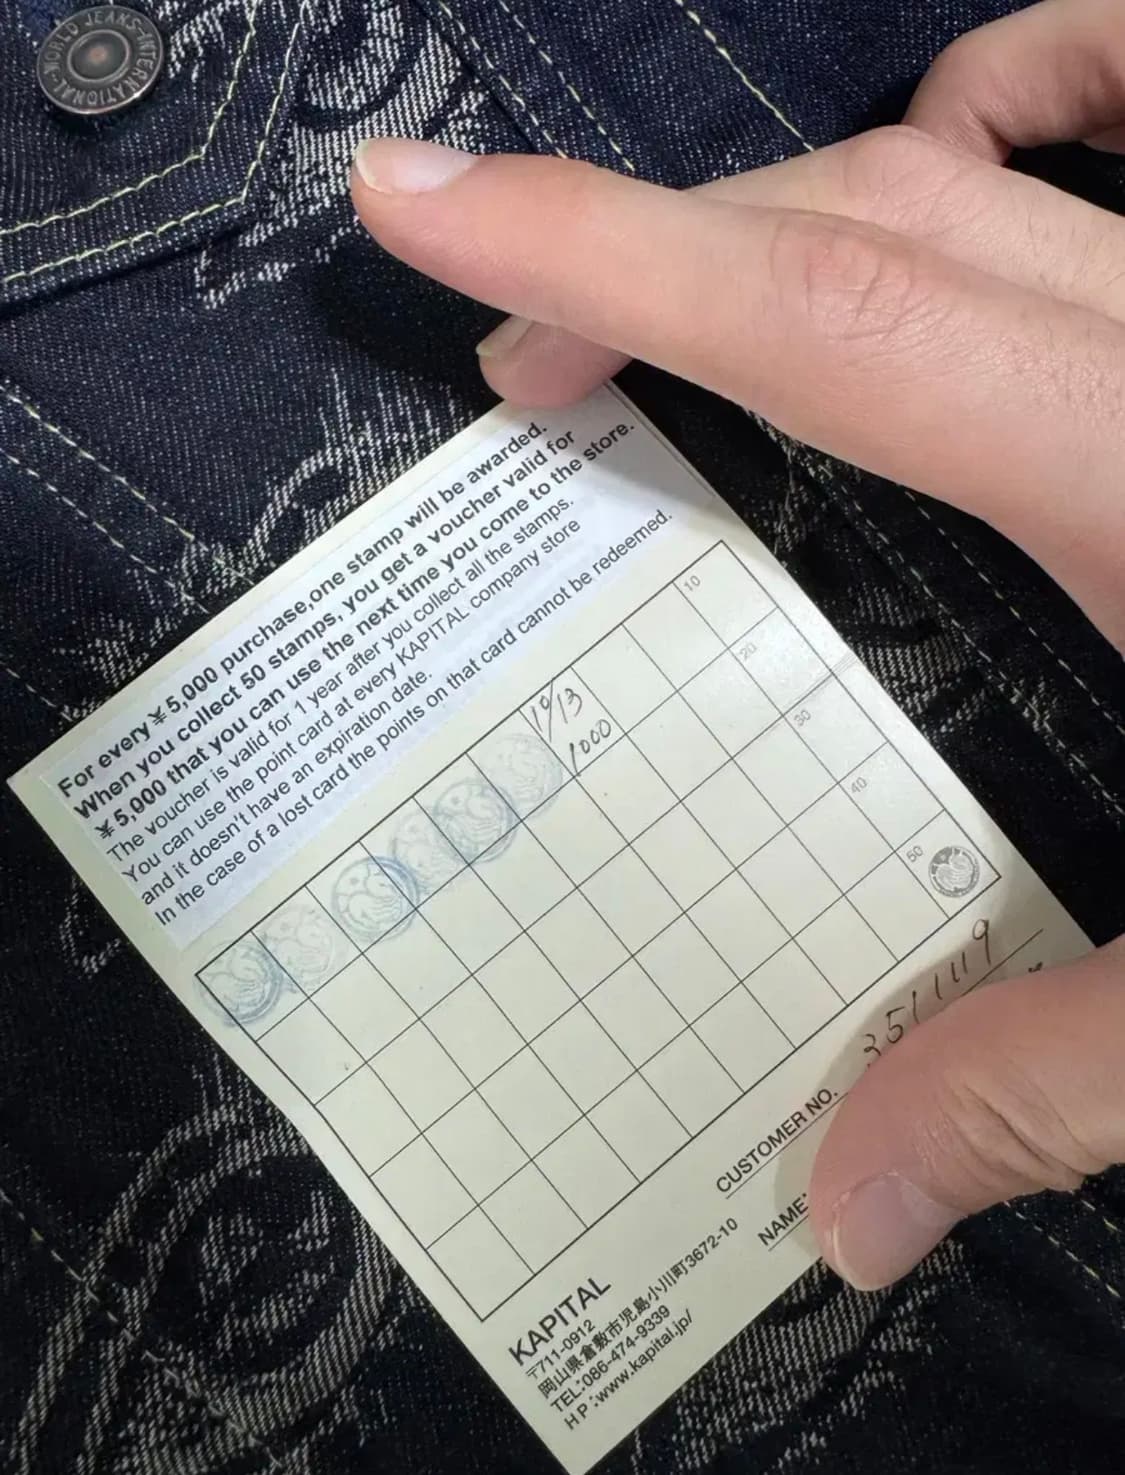 WORLD JEANS-INTERNATIONAL-
For every ¥5,000 purchase,one stamp will be awarded.
When you collect 50 stamps, you get a voucher valid for
¥5,000 that you can use the next time you come to the store.
The voucher is valid for 1 year after you collect all the stamps.
You can use the point card at every KAPITAL company store
and it doesn't have an expiration date.
In the case of a lost card the points on that card cannot be redeemed.
10
10/13
1000
20
30
40
50
CUSTOMER NO.
NAME
KAPITAL
〒711-0912
岡山県倉敷市児島小川町3672-10
TEL:086-474-9339
HP:www.kapital.jp/